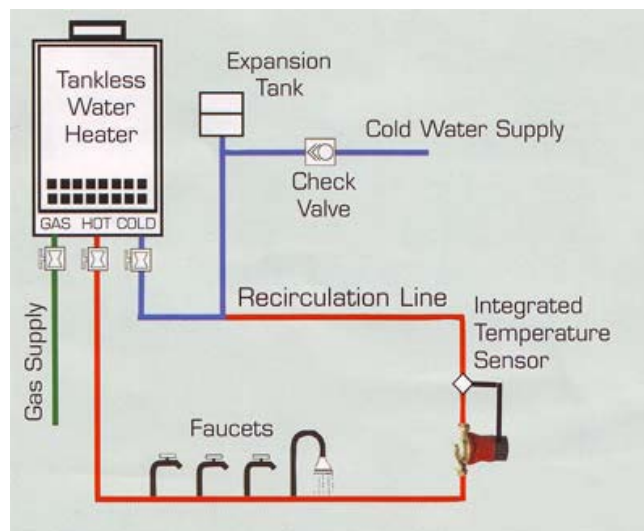 Tankless
Water
Heater
GAS HOT COLD
Expansion
Tank
Cold Water Supply
Check
Valve
Recirculation Line
Integrated
Temperature
Sensor
Gas Supply
Faucets